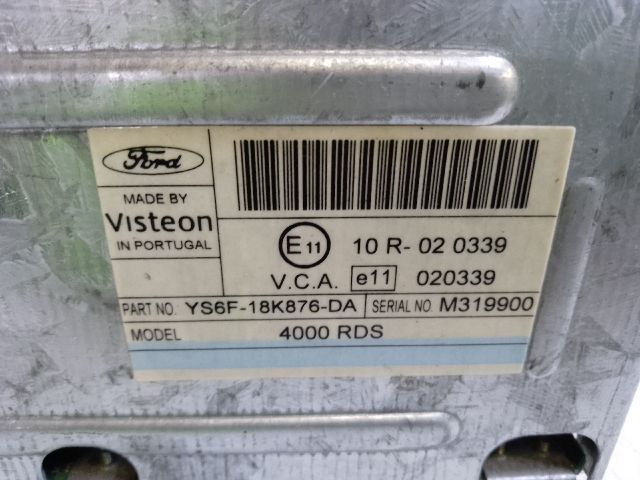 Ford
MADE BY
Visteon
IN PORTUGAL
E11 10 R- 02 0339
V.C.A. e11 020339
PART NO. YS6F-18K876-DA SERIAL NO. M319900
MODEL 4000 RDS